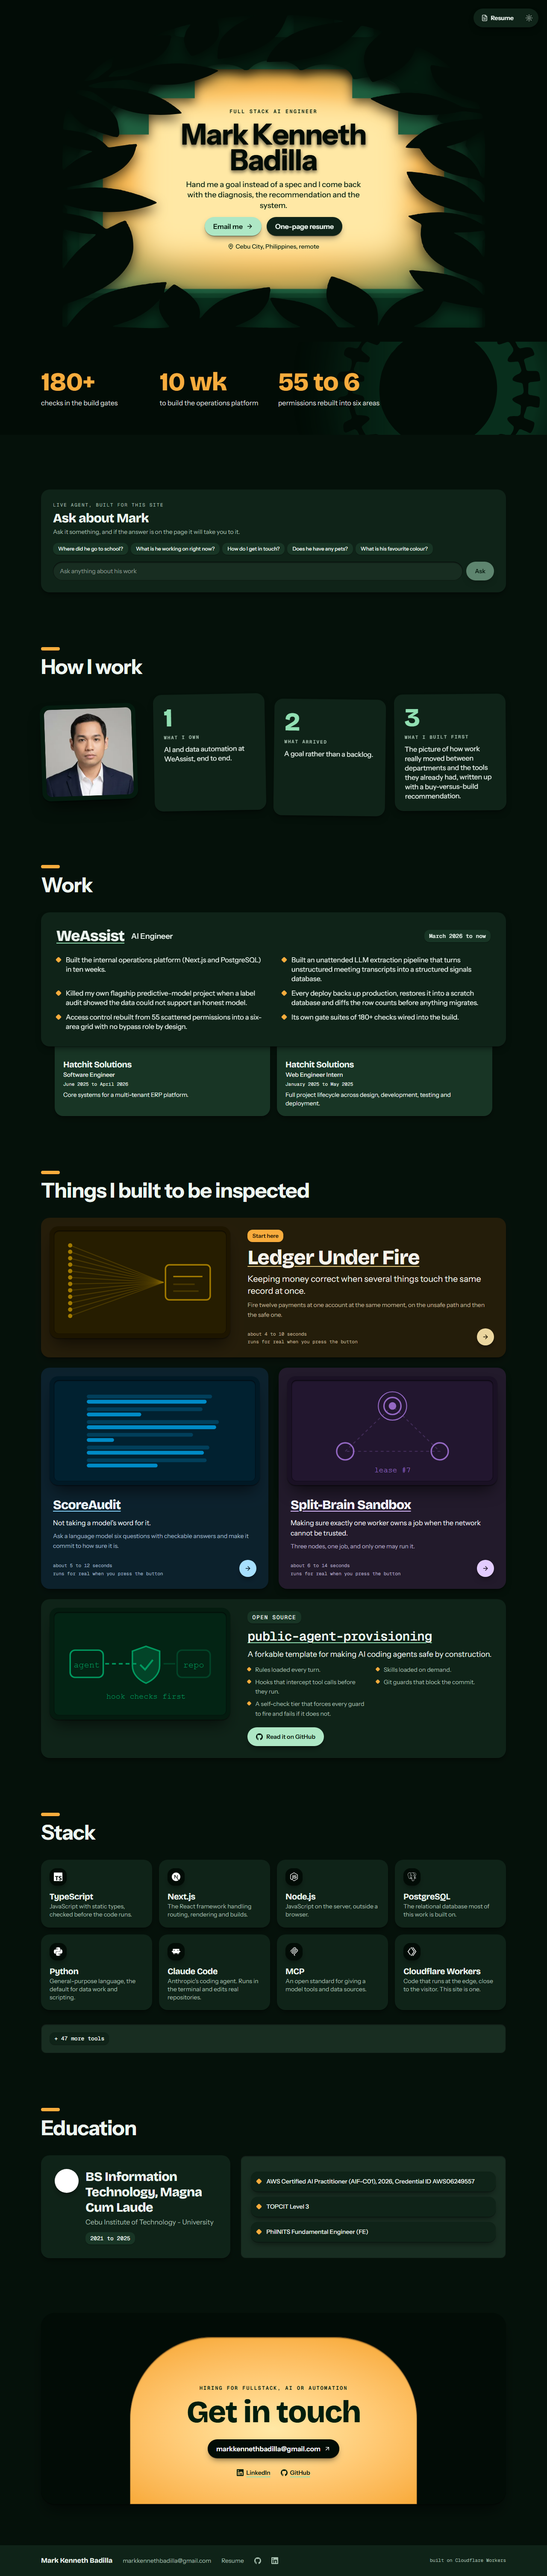 Resume
FULL STACK AI ENGINEER
Mark Kenneth
Badilla
Hand me a goal instead of a spec and I come back
with the diagnosis, the recommendation and the
system.
Email me
One-page resume
Cebu City, Philippines, remote
180+
checks in the build gates
10 wk
to build the operations platform
55 to 6
permissions rebuilt into six areas
LIVE AGENT, BUILT FOR THIS SITE
Ask about Mark
Ask it something, and if the answer is on the page it will take you to it.
Where did he go to school?
What is he working on right now?
How do I get in touch?
Does he have any pets?
What is his favourite colour?
Ask anything about his work
Ask
How I work
1
WHAT I OWN
AI and data automation at
WeAssist, end to end.
2
WHAT ARRIVED
A goal rather than a backlog.
3
WHAT I BUILT FIRST
The picture of how work
really moved between
departments and the tools
they already had, written up
with a buy-versus-build
recommendation.
Work
WeAssist AI Engineer
March 2026 to now
Built the internal operations platform (Next.js and PostgreSQL)
in ten weeks.
Built an unattended LLM extraction pipeline that turns
unstructured meeting transcripts into a structured signals
database.
Killed my own flagship predictive-model project when a label
audit showed the data could not support an honest model.
Every deploy backs up production, restores it into a scratch
database and diffs the row counts before anything migrates.
Access control rebuilt from 55 scattered permissions into a six-
area grid with no bypass role by design.
Its own gate suites of 180+ checks wired into the build.
Hatchit Solutions
Software Engineer
June 2025 to April 2026
Core systems for a multi-tenant ERP platform.
Hatchit Solutions
Web Engineer Intern
January 2025 to May 2025
Full project lifecycle across design, development, testing and
deployment.
Things I built to be inspected
Start here
Ledger Under Fire
Keeping money correct when several things touch the same
record at once.
Fire twelve payments at one account at the same moment, on the unsafe path and then
the safe one.
about 4 to 10 seconds
runs for real when you press the button
ScoreAudit
Not taking a model's word for it.
Ask a language model six questions with checkable answers and make it
commit to how sure it is.
about 5 to 12 seconds
runs for real when you press the button
lease #7
Split-Brain Sandbox
Making sure exactly one worker owns a job when the network
cannot be trusted.
Three nodes, one job, and only one may run it.
about 6 to 14 seconds
runs for real when you press the button
agent
repo
hook checks first
OPEN SOURCE
public-agent-provisioning
A forkable template for making AI coding agents safe by construction.
Rules loaded every turn.
Skills loaded on demand.
Hooks that intercept tool calls before
they run.
Git guards that block the commit.
A self-check tier that forces every guard
to fire and fails if it does not.
Read it on GitHub
Stack
TypeScript
JavaScript with static types,
checked before the code runs.
Next.js
The React framework handling
routing, rendering and builds.
Node.js
JavaScript on the server, outside a
browser.
PostgreSQL
The relational database most of
this work is built on.
Python
General-purpose language, the
default for data work and
scripting.
Claude Code
Anthropic's coding agent. Runs in
the terminal and edits real
repositories.
MCP
An open standard for giving a
model tools and data sources.
Cloudflare Workers
Code that runs at the edge, close
to the visitor. This site is one.
+ 47 more tools
Education
BS Information
Technology, Magna
Cum Laude
Cebu Institute of Technology - University
2021 to 2025
AWS Certified AI Practitioner (AIF-C01), 2026, Credential ID AWS06249557
TOPCIT Level 3
PhilNITS Fundamental Engineer (FE)
HIRING FOR FULLSTACK, AI OR AUTOMATION
Get in touch
markkennethbadilla@gmail.com
LinkedIn
GitHub
Mark Kenneth Badilla
markkennethbadilla@gmail.com
Resume
built on Cloudflare Workers